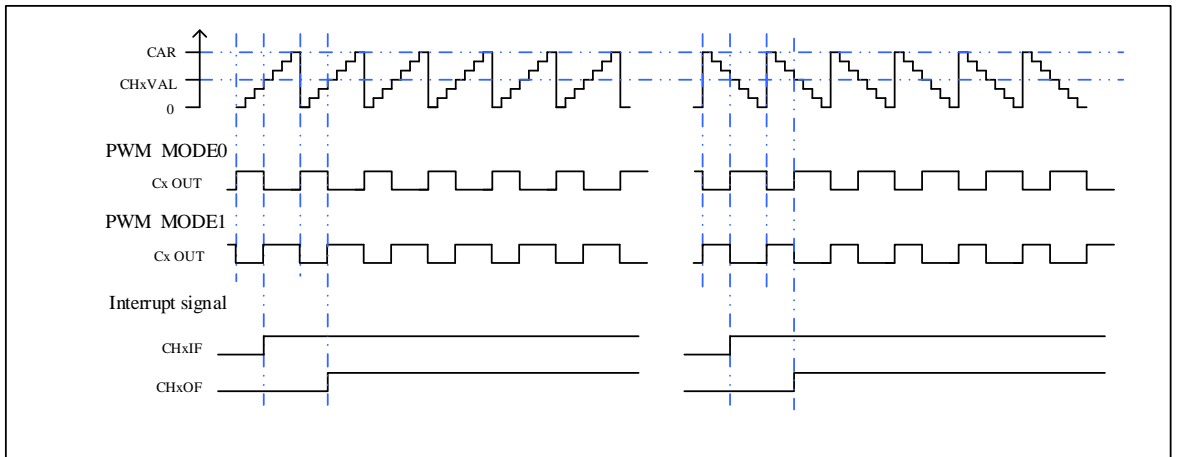 CAR
CHxVAL
0
PWM MODE0
Cx OUT
PWM MODE1
Cx OUT
Interrupt signal
CHxIF
CHxOF